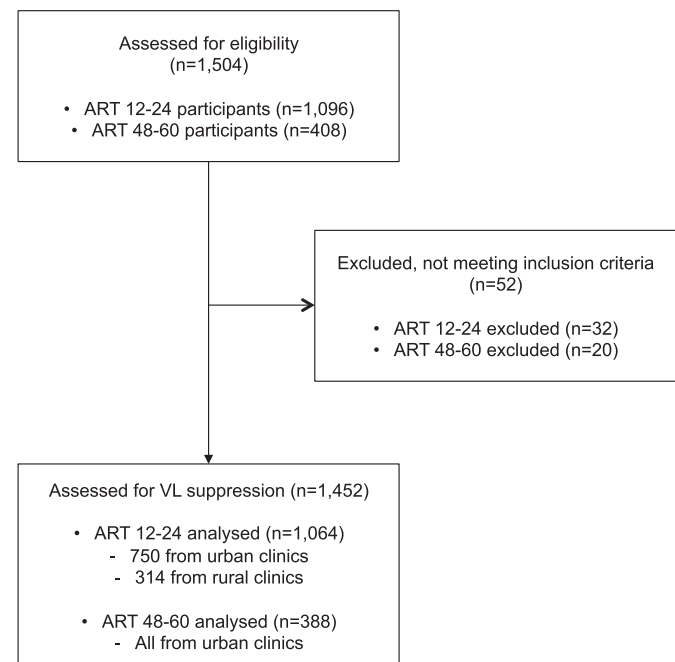 Assessed for eligibility
(n=1,504)
• ART 12-24 participants (n=1,096)
• ART 48-60 participants (n=408)
Excluded, not meeting inclusion criteria
(n=52)
• ART 12-24 excluded (n=32)
• ART 48-60 excluded (n=20)
Assessed for VL suppression (n=1,452)
• ART 12-24 analysed (n=1,064)
- 750 from urban clinics
- 314 from rural clinics
• ART 48-60 analysed (n=388)
- All from urban clinics